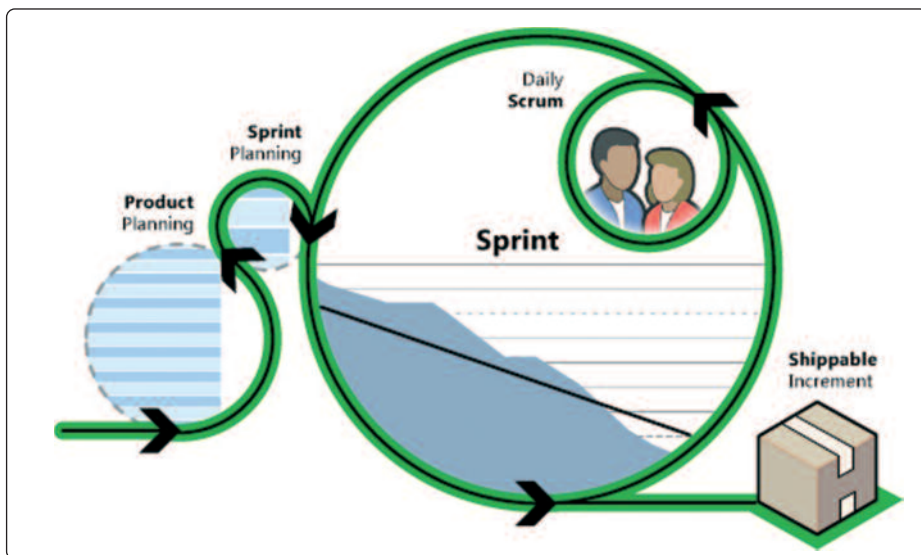 Daily
Scrum
Sprint
Planning
Product
Planning
Sprint
Shippable
Increment